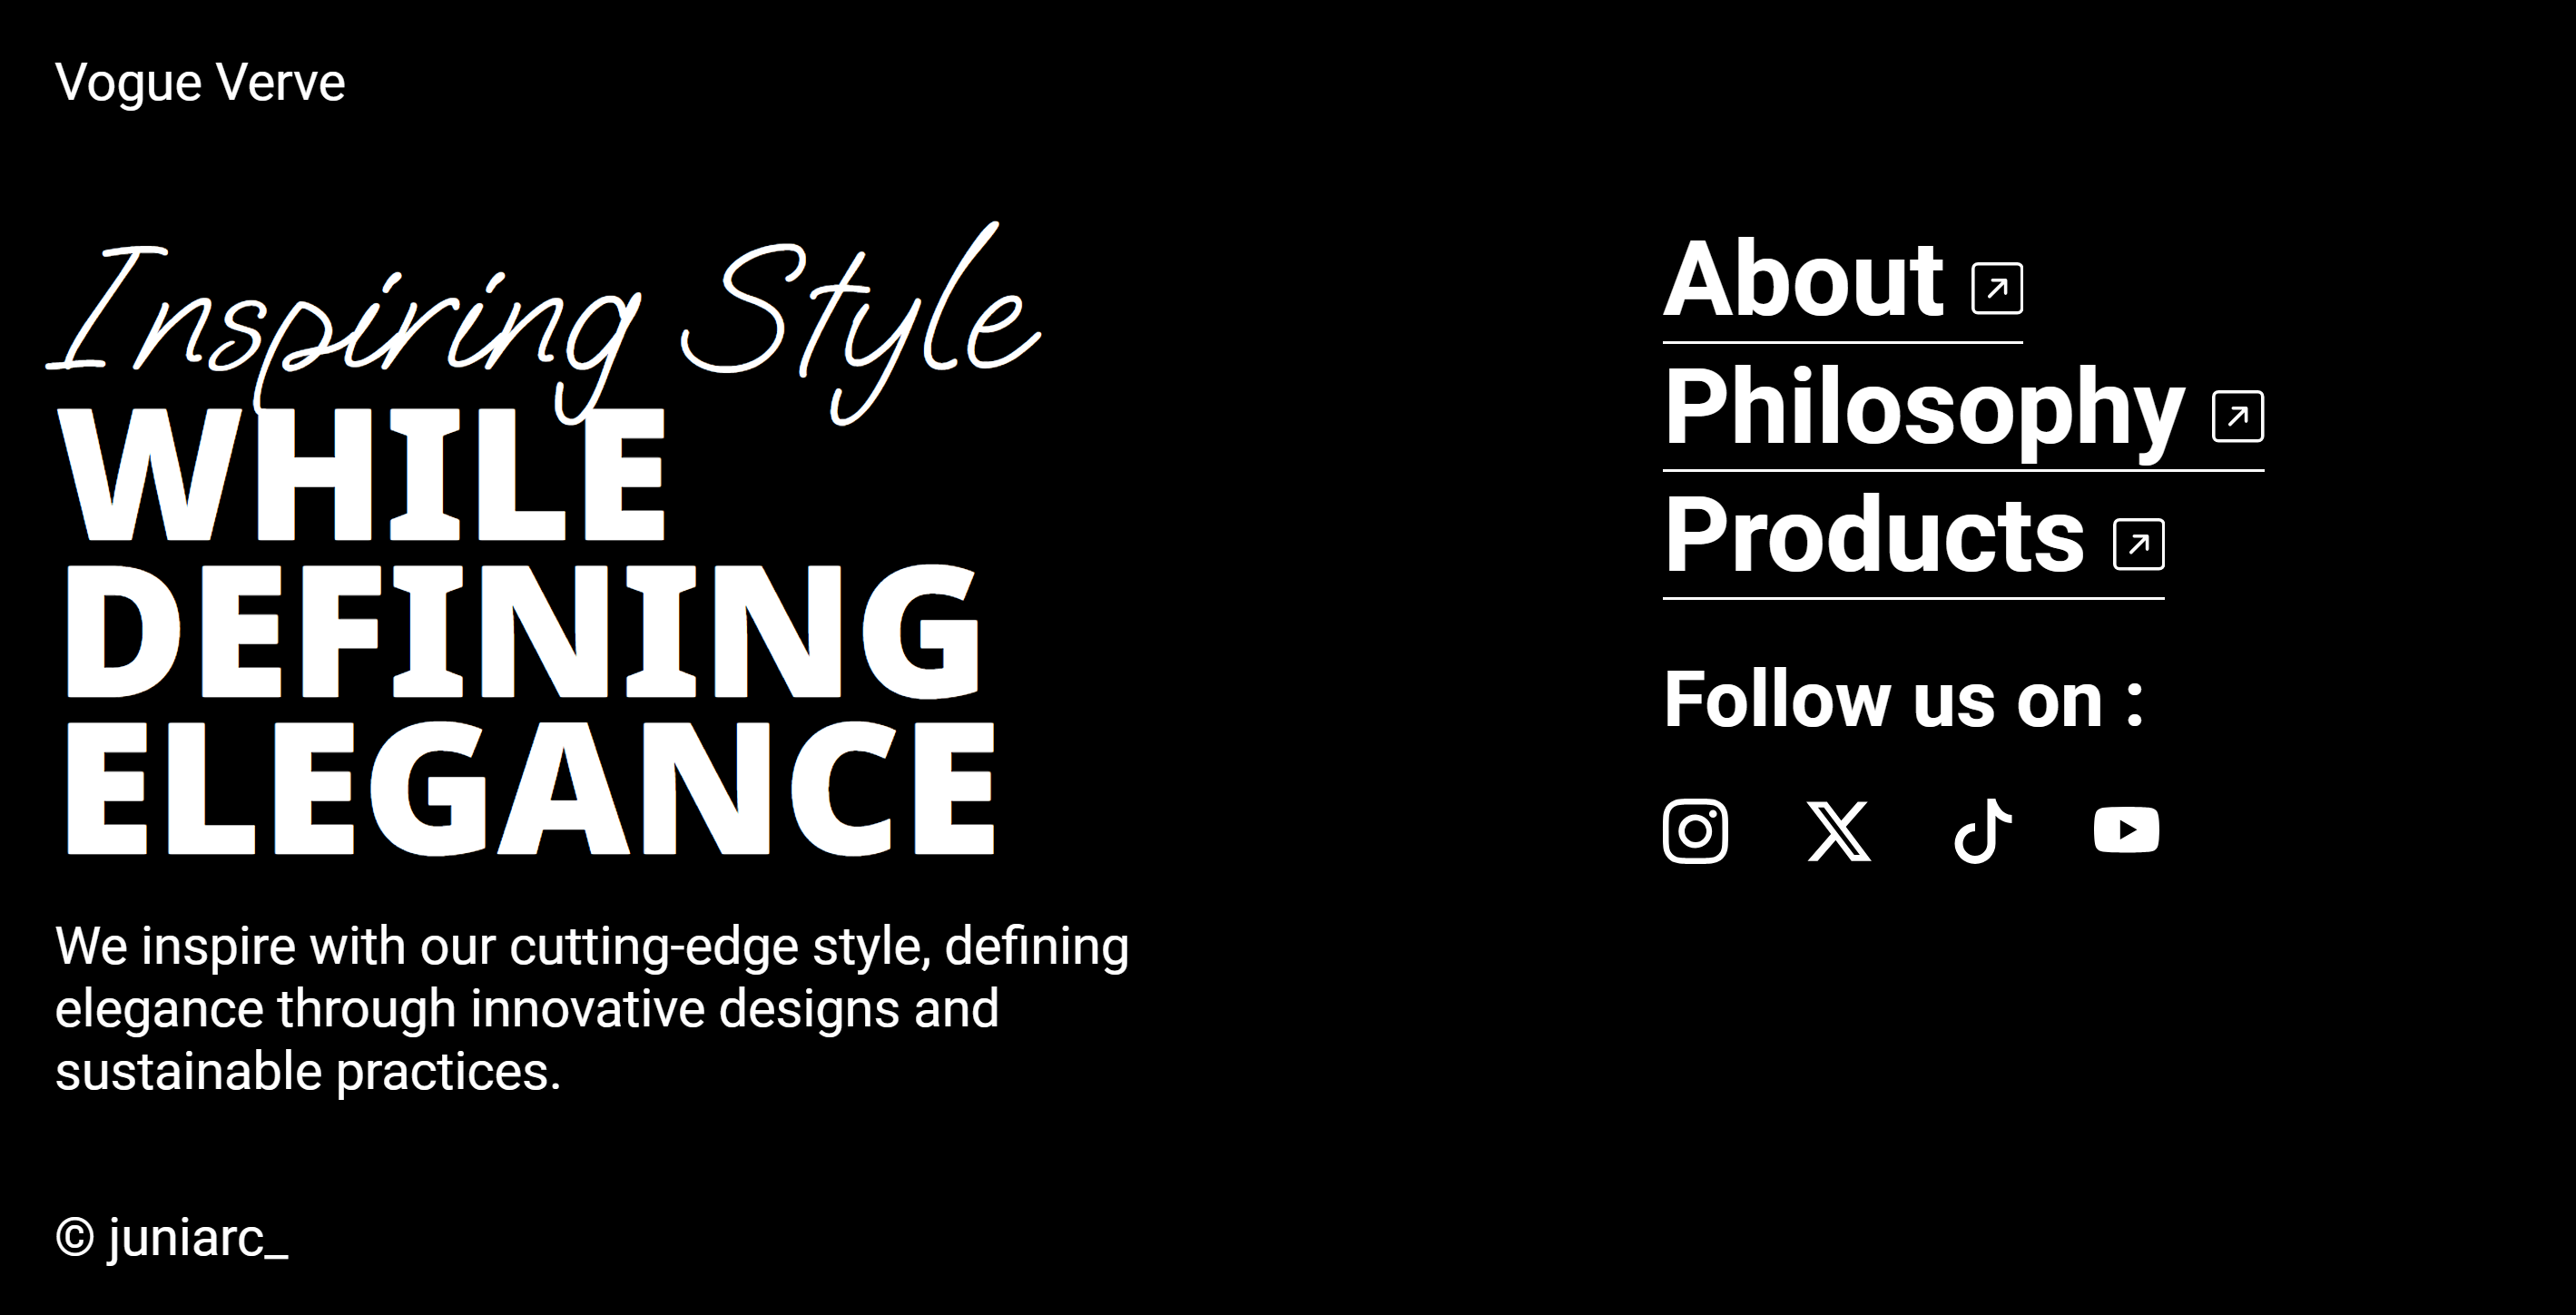 Vogue Verve
Inspiring Style
WHILE
DEFINING
ELEGANCE
We inspire with our cutting-edge style, defining
elegance through innovative designs and
sustainable practices.
© juniarc_
About
Philosophy
Products
Follow us on :